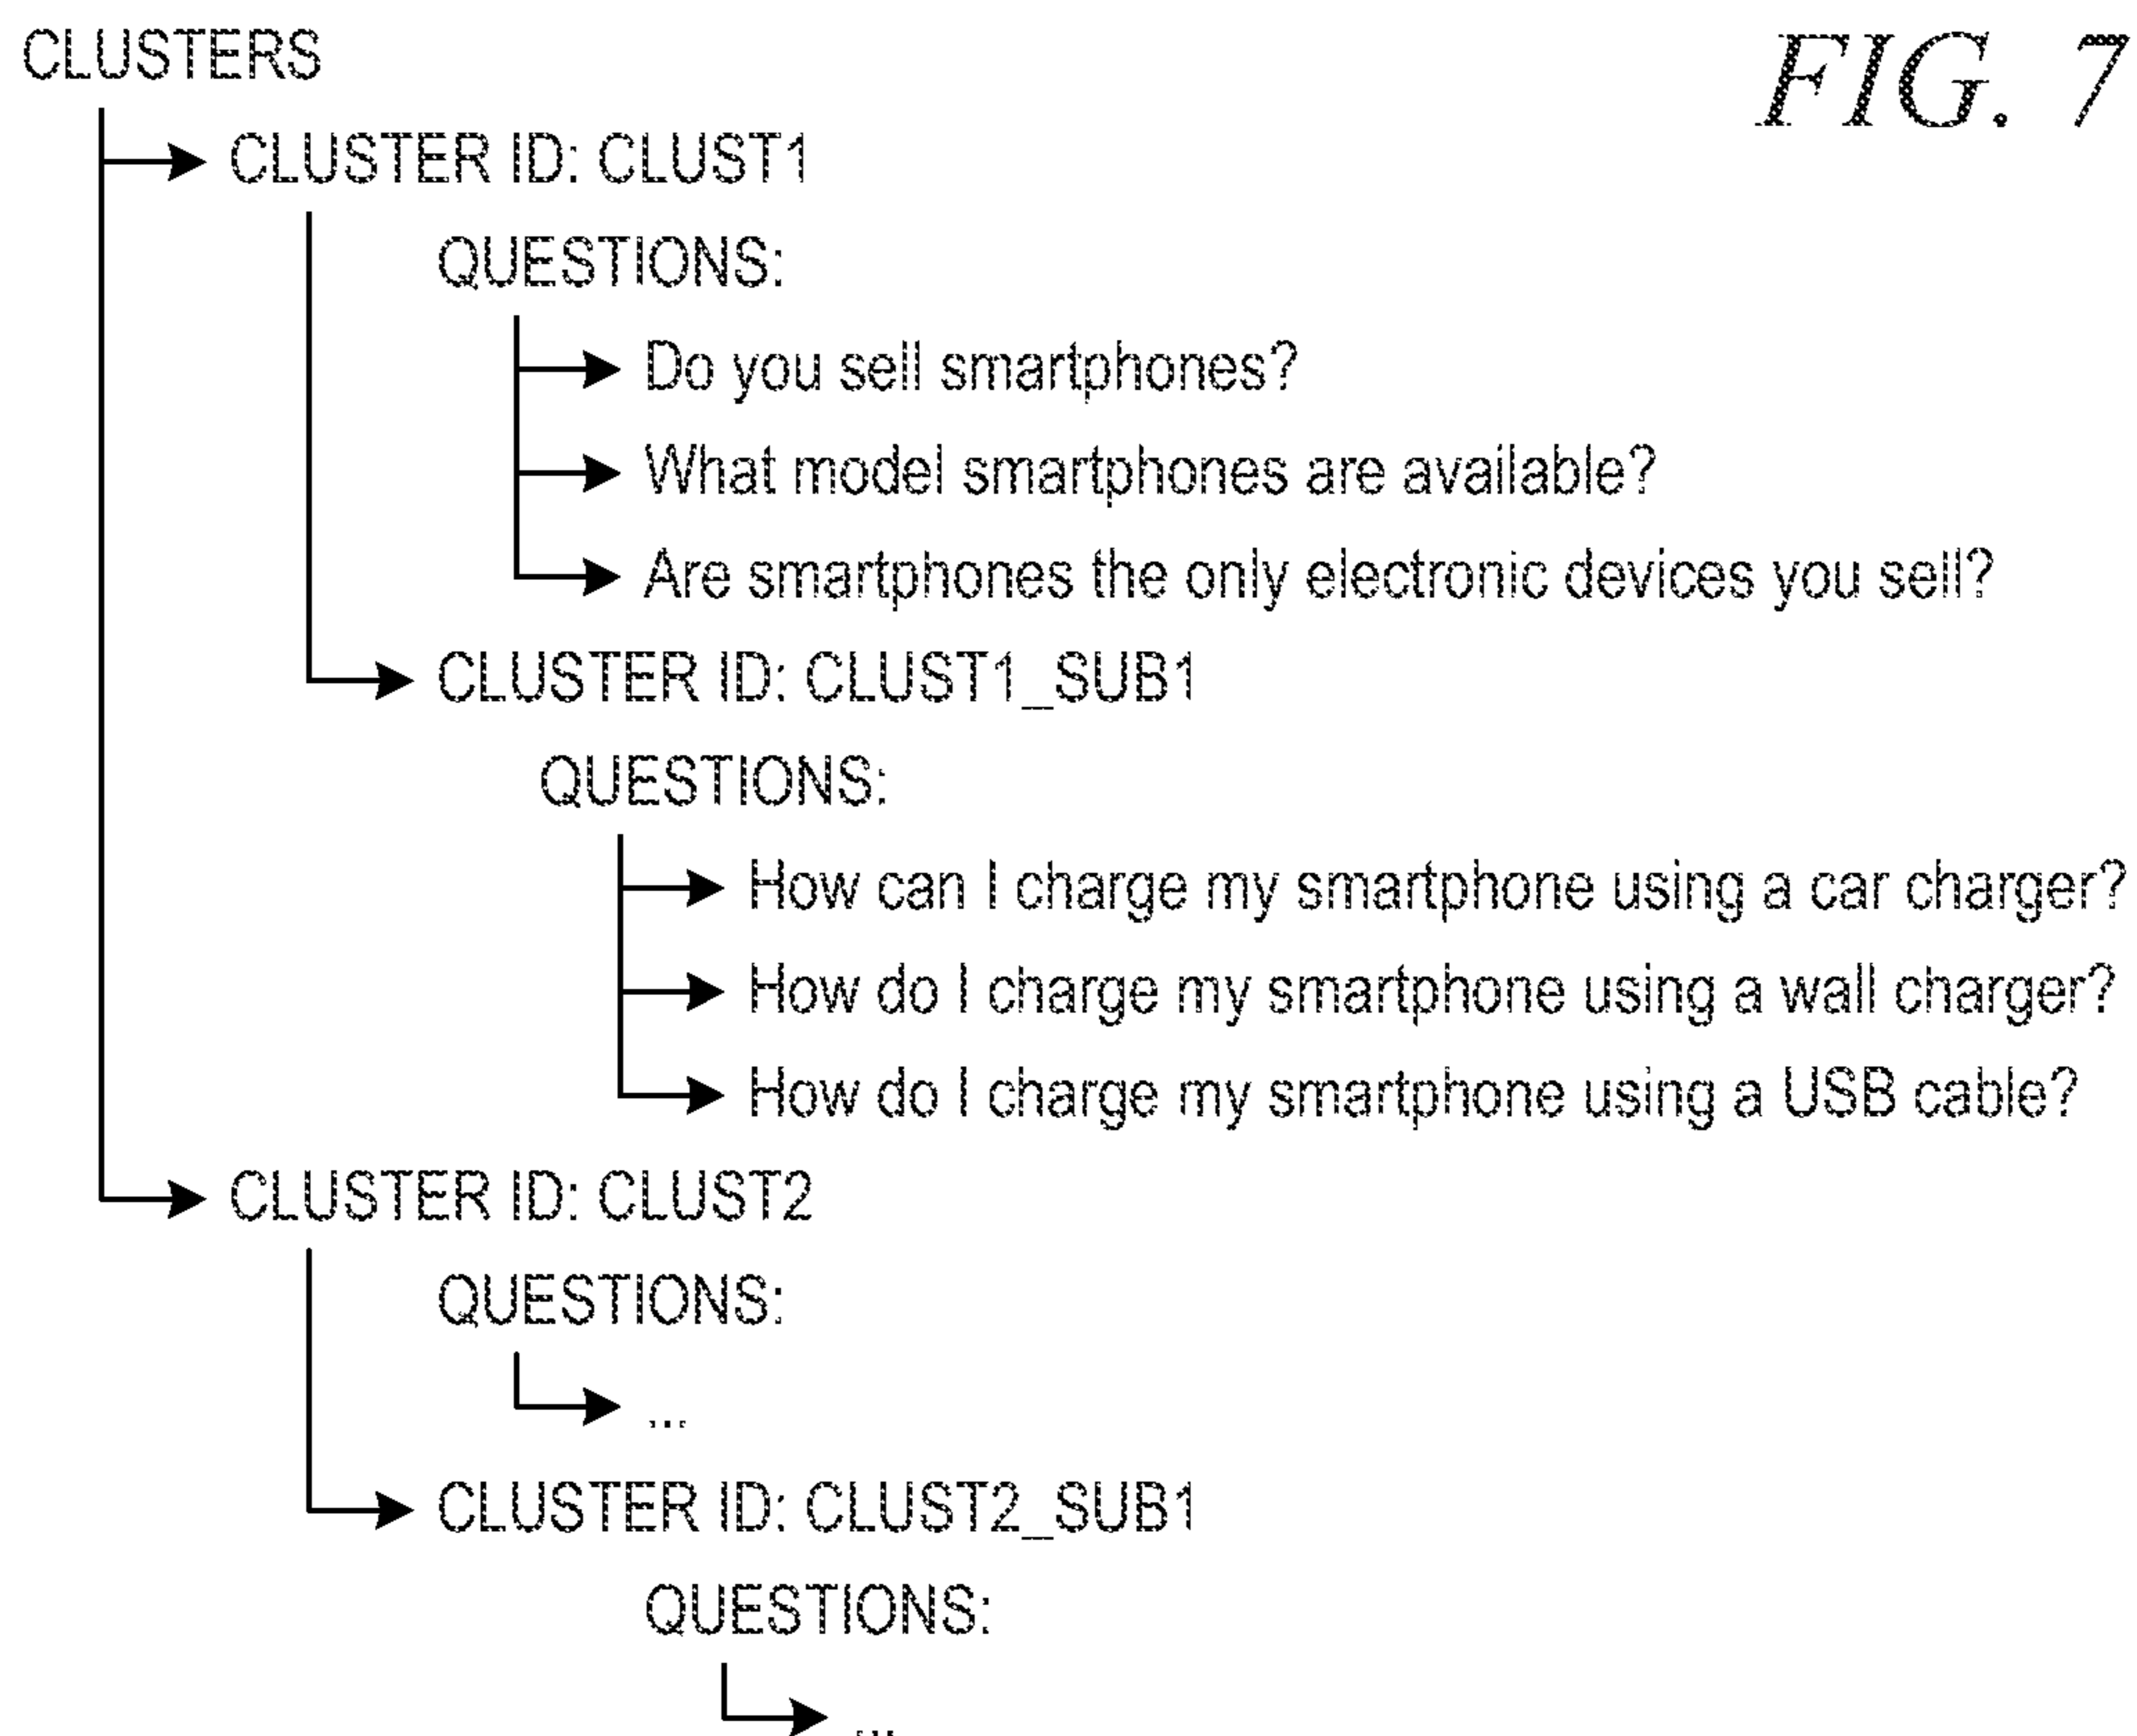 CLUSTERS
FIG. 7
CLUSTER ID: CLUST1
QUESTIONS:
Do you sell smartphones?
What model smartphones are available?
Are smartphones the only electronic devices you sell?
CLUSTER ID: CLUST1_SUB1
QUESTIONS:
How can I charge my smartphone using a car charger?
How do I charge my smartphone using a wall charger?
How do I charge my smartphone using a USB cable?
CLUSTER ID: CLUST2
QUESTIONS:
...
CLUSTER ID: CLUST2_SUB1
QUESTIONS:
...